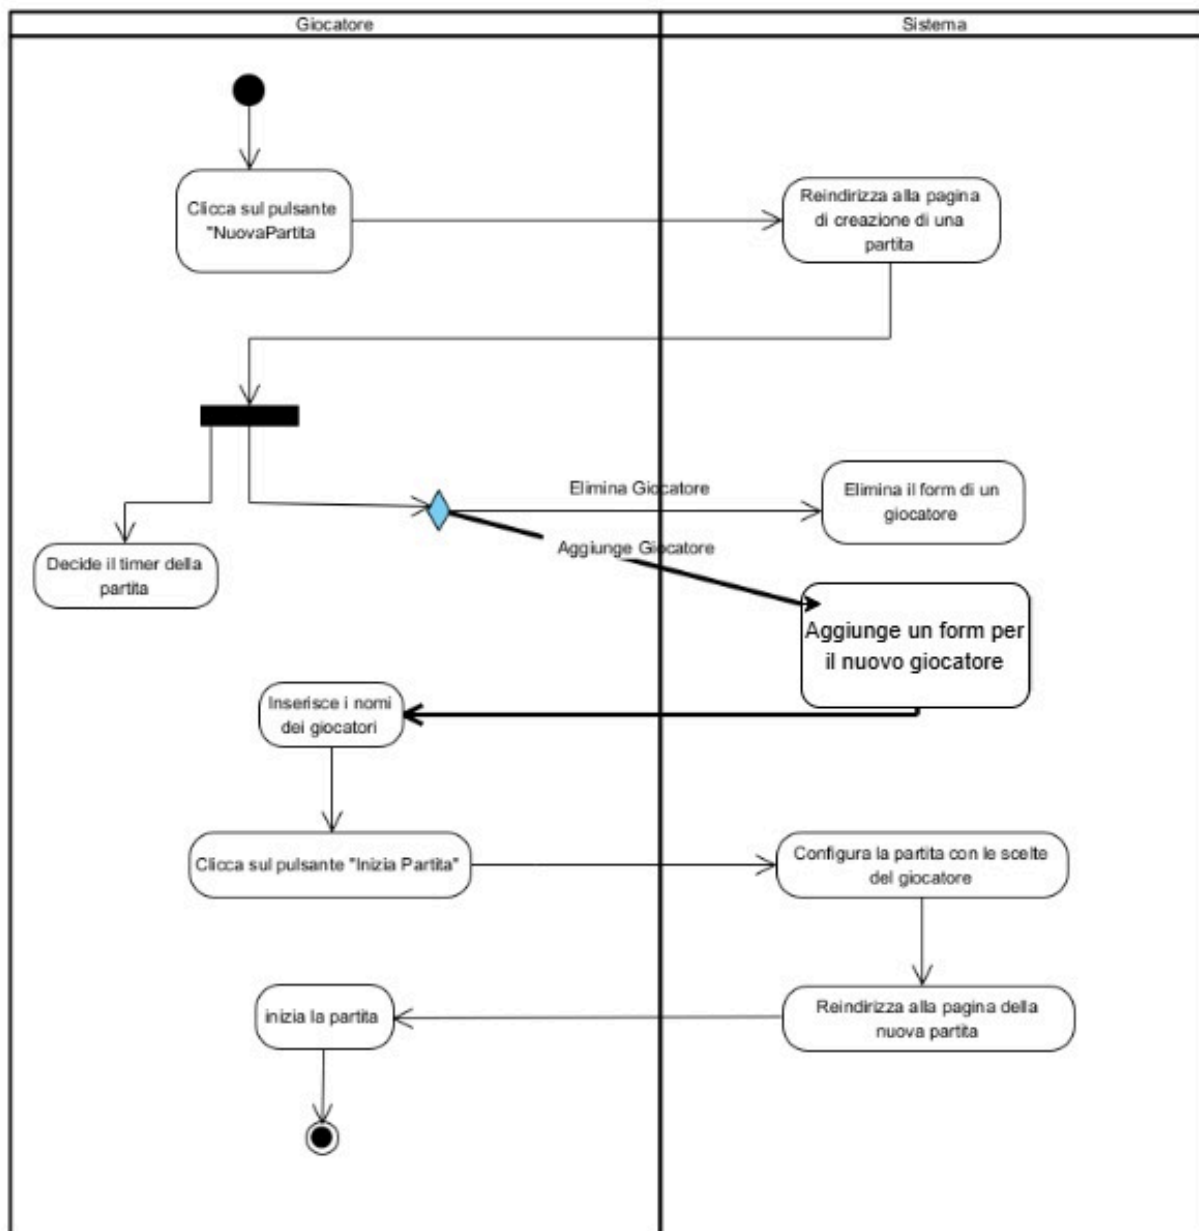 Giocatore
Sistema
Clicca sul pulsante
"NuovaPartita
Reindirizza alla pagina
di creazione di una
partita
Elimina Giocatore
Elimina il form di un
giocatore
Aggiunge Giocatore
Decide il timer della
partita
Aggiunge un form per
il nuovo giocatore
Inserisce i nomi
dei giocatori
Clicca sul pulsante "Inizia Partita"
Configura la partita con le scelte
del giocatore
inizia la partita
Reindirizza alla pagina della
nuova partita